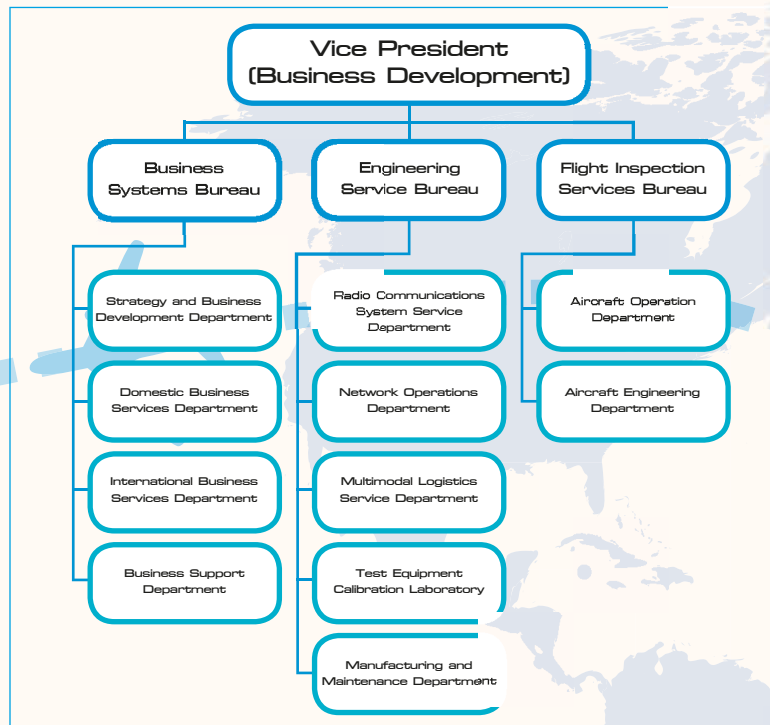 Vice President
(Business Development)
Business
Systems Bureau
Engineering
Service Bureau
Flight Inspection
Services Bureau
Strategy and Business
Development Department
Domestic Business
Services Department
International Business
Services Department
Business Support
Department
Radio Communications
System Service
Department
Network Operations
Department
Multimodal Logistics
Service Department
Test Equipment
Calibration Laboratory
Manufacturing and
Maintenance Department
Aircraft Operation
Department
Aircraft Engineering
Department